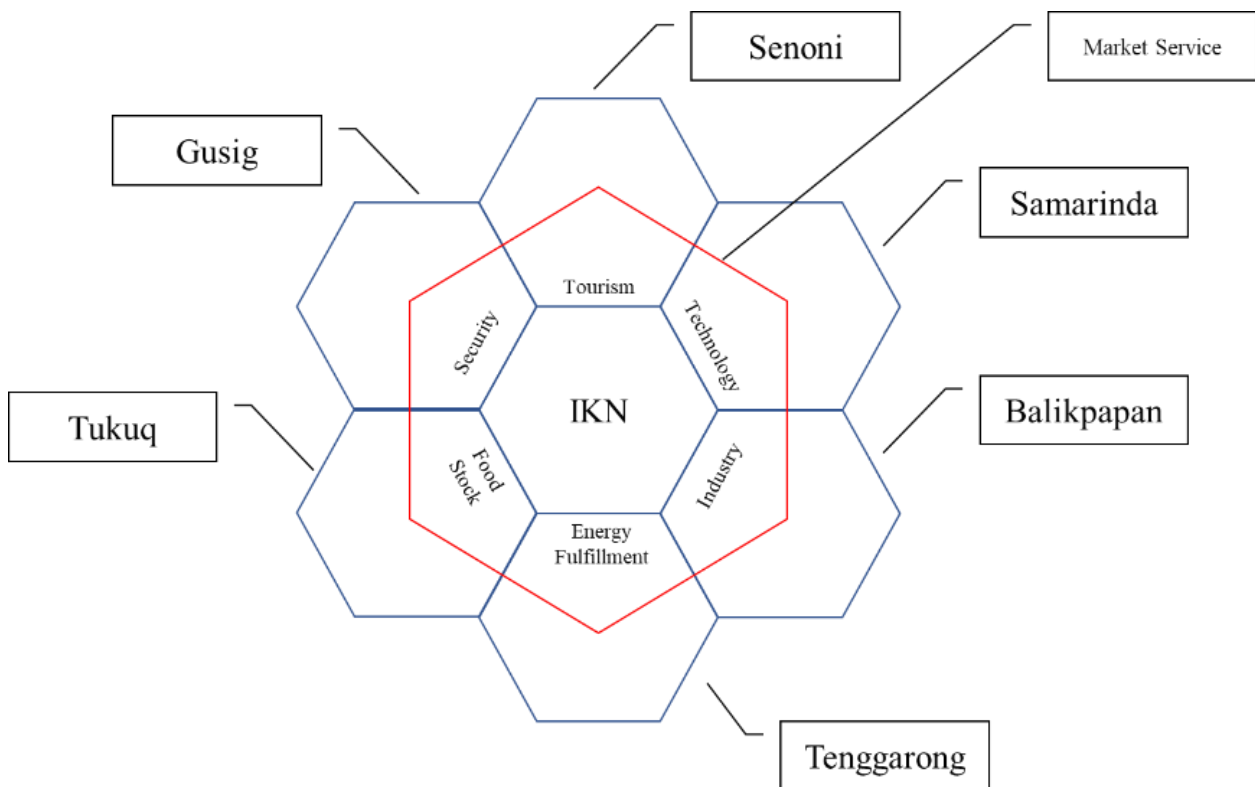 Senoni
Market Service
Gusig
Samarinda
Tourism
Security
Technology
Tukuq
IKN
Balikpapan
Food
Stock
Industry
Energy
Fulfillment
Tenggarong